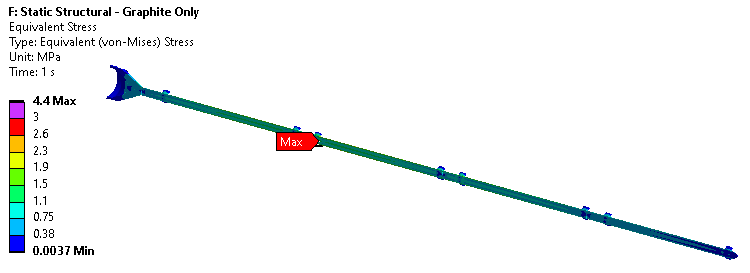 F: Static Structural - Graphite Only
Equivalent Stress
Type: Equivalent (von-Mises) Stress
Unit: MPa
Time: 1 s
4.4 Max
3
2.6
2.3
1.9
1.5
1.1
0.75
0.38
0.0037 Min
Max